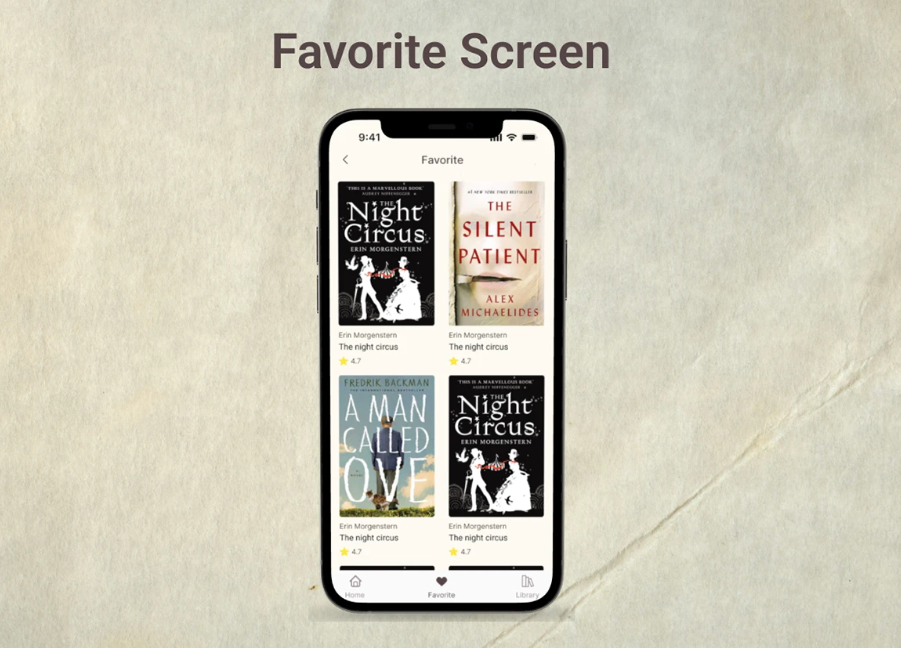 Favorite Screen
9:41
Favorite
'THIS IS A MARVELLOUS BOOK'
AUDREY NIFFENEGGER
THE
Night
Circus
ERIN MORGENSTERN
Erin Morgenstern
The night circus
4.7
#1 NEW YORK TIMES BESTSELLER
THE
SILENT
PATIENT
ALEX
MICHAELIDES
Erin Morgenstern
The night circus
4.7
FREDRIK BACKMAN
THE INTERNATIONAL BESTSELLER
A MAN
CALLED
OVE
Erin Morgenstern
The night circus
4.7
'THIS IS A MARVELLOUS BOOK'
AUDREY NIFFENEGGER
THE
Night
Circus
ERIN MORGENSTERN
Erin Morgenstern
The night circus
4.7
Home
Favorite
Library